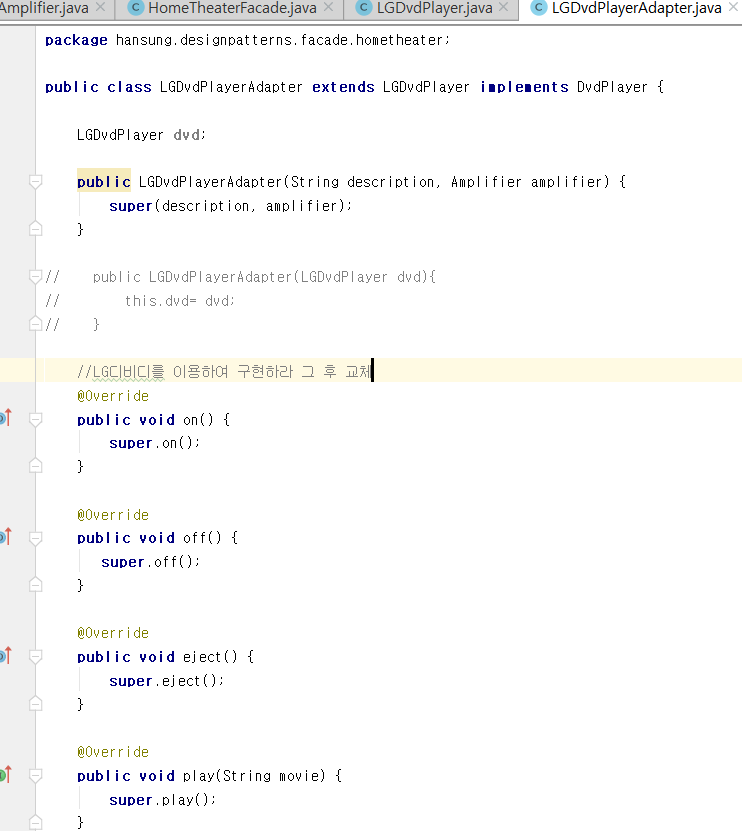 Amplifier.java HomeTheaterFacade.java LGDvdPlayer.java LGDvdPlayerAdapter.java
package hansung.designpatterns.facade.hometheater;
public class LGDvdPlayerAdapter extends LGDvdPlayer implements DvdPlayer {
LGDvdPlayer dvd;
public LGDvdPlayerAdapter(String description, Amplifier amplifier) {
super(description, amplifier);
}
// public LGDvdPlayerAdapter(LGDvdPlayer dvd){
// this.dvd= dvd;
// }
//LG디비디를 이용하여 구현하라 그 후 교체
@Override
public void on() {
super.on();
}
@Override
public void off() {
super.off();
}
@Override
public void eject() {
super.eject();
}
@Override
public void play(String movie) {
super.play();
}